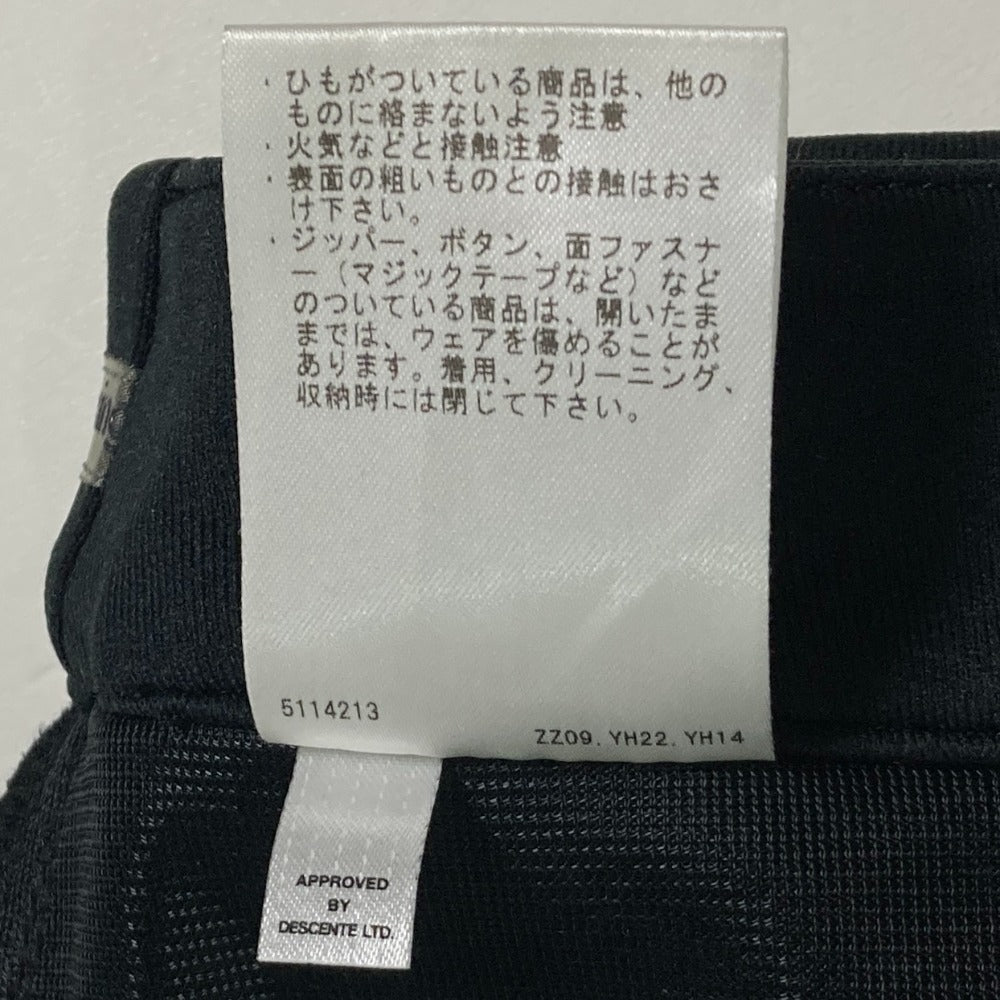 ・ひもがついている商品は、他の
ものに絡まないよう注意
・火気などと接触注意
・表面の粗いものとの接触はおさ
け下さい。
・ジッパー、ボタン、面ファスナ
ー（マジックテープなど）など
のついている商品は、開いたま
までは、ウェアを傷めることが
あります。着用、クリーニング、
収納時には閉じて下さい。
5114213
ZZ09. YH22. YH14
APPROVED
BY
DESCENTE LTD.